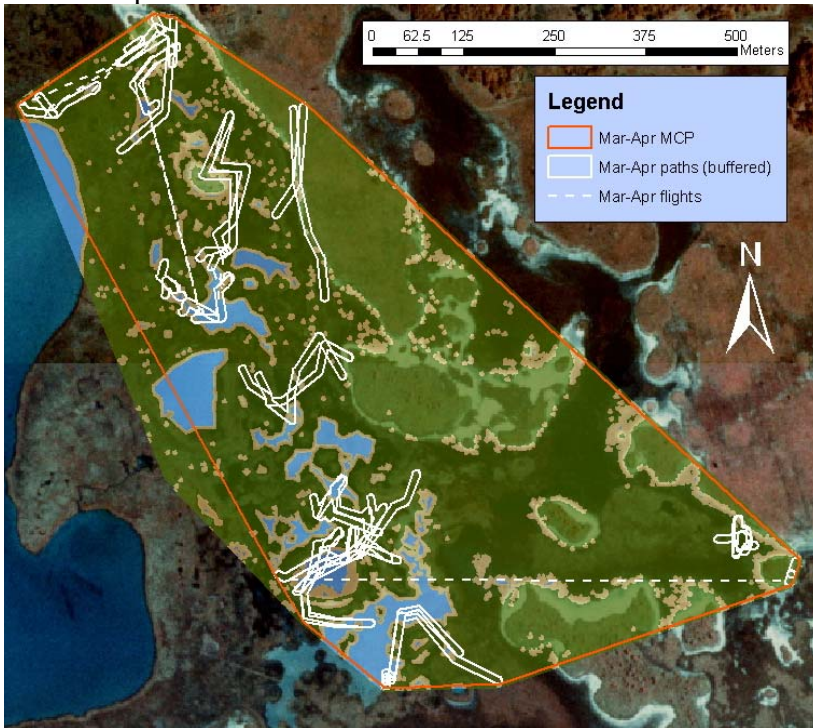 0 62.5 125 250 375 500
Meters
Legend
Mar-Apr MCP
Mar-Apr paths (buffered)
Mar-Apr flights
N